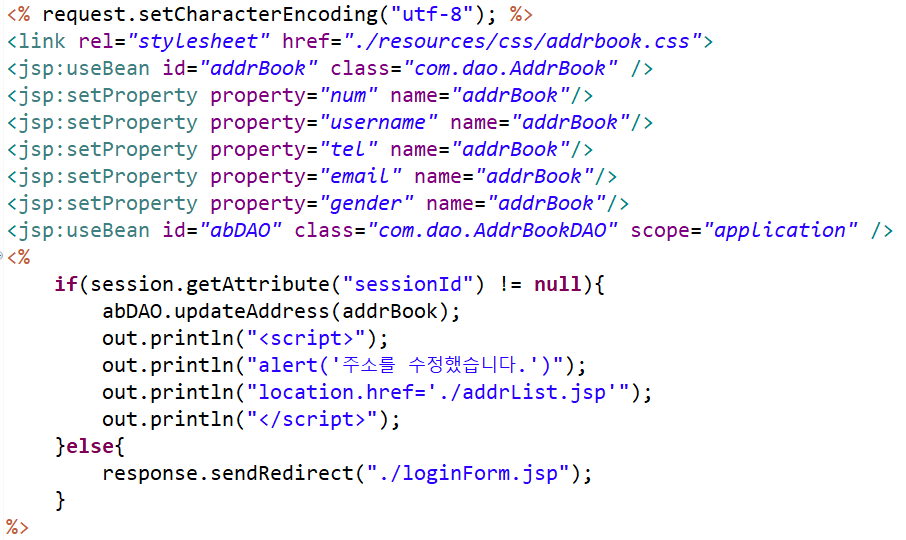 <% request.setCharacterEncoding("utf-8"); %>
<link rel="stylesheet" href="./resources/css/addrbook.css">
<jsp:useBean id="addrBook" class="com.dao.AddrBook" />
<jsp:setProperty property="num" name="addrBook"/>
<jsp:setProperty property="username" name="addrBook"/>
<jsp:setProperty property="tel" name="addrBook"/>
<jsp:setProperty property="email" name="addrBook"/>
<jsp:setProperty property="gender" name="addrBook"/>
<jsp:useBean id="abDAO" class="com.dao.AddrBookDAO" scope="application" />
<%
    if(session.getAttribute("sessionId") != null){
        abDAO.updateAddress(addrBook);
        out.println("<script>");
        out.println("alert('주소를 수정했습니다.')");
        out.println("location.href='./addrList.jsp'");
        out.println("</script>");
    }else{
        response.sendRedirect("./loginForm.jsp");
    }
%>